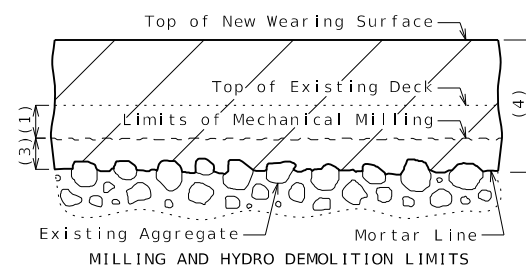 Top of New Wearing Surface
Top of Existing Deck
(1)
(4)
Limits of Mechanical Milling
(3)
Existing Aggregate
Mortar Line
MILLING AND HYDRO DEMOLITION LIMITS